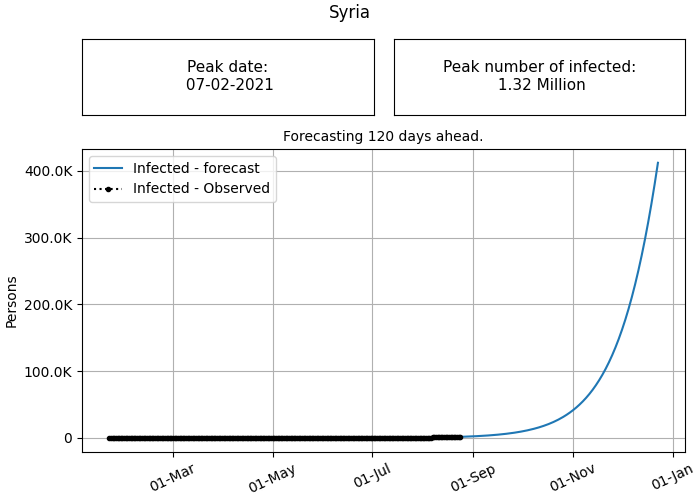 Syria
Peak date:
07-02-2021
Peak number of infected:
1.32 Million
Forecasting 120 days ahead.
Infected - forecast
Infected - Observed
400.0K
300.0K
200.0K
100.0K
0
Persons
01-Mar
01-May
01-Jul
01-Sep
01-Nov
01-Jan